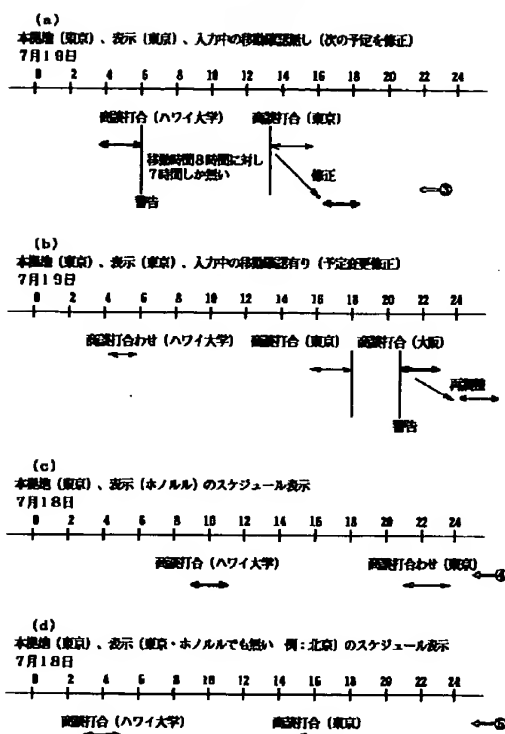 (a)
本拠地(東京)、表示(東京)、入力中の移動確認無し(次の予定を修正)
7月19日
0 2 4 6 8 10 12 14 16 18 20 22 24
商談打合(ハワイ大学) 商談打合(東京)
移動時間8時間に対し
7時間しか無い
修正
警告
(b)
本拠地(東京)、表示(東京)、入力中の移動確認有り(予定変更修正)
7月19日
0 2 4 6 8 10 12 14 16 18 20 22 24
商談打合わせ(ハワイ大学) 商談打合(東京) 商談打合(大阪)
再調整
警告
(c)
本拠地(東京)、表示(ホノルル)のスケジュール表示
7月18日
0 2 4 6 8 10 12 14 16 18 20 22 24
商談打合(ハワイ大学) 商談打合わせ(東京)
(d)
本拠地(東京)、表示(東京・ホノルルでも無い 例:北京)のスケジュール表示
7月18日
0 2 4 6 8 10 12 14 16 18 20 22 24
商談打合(ハワイ大学) 商談打合(東京)